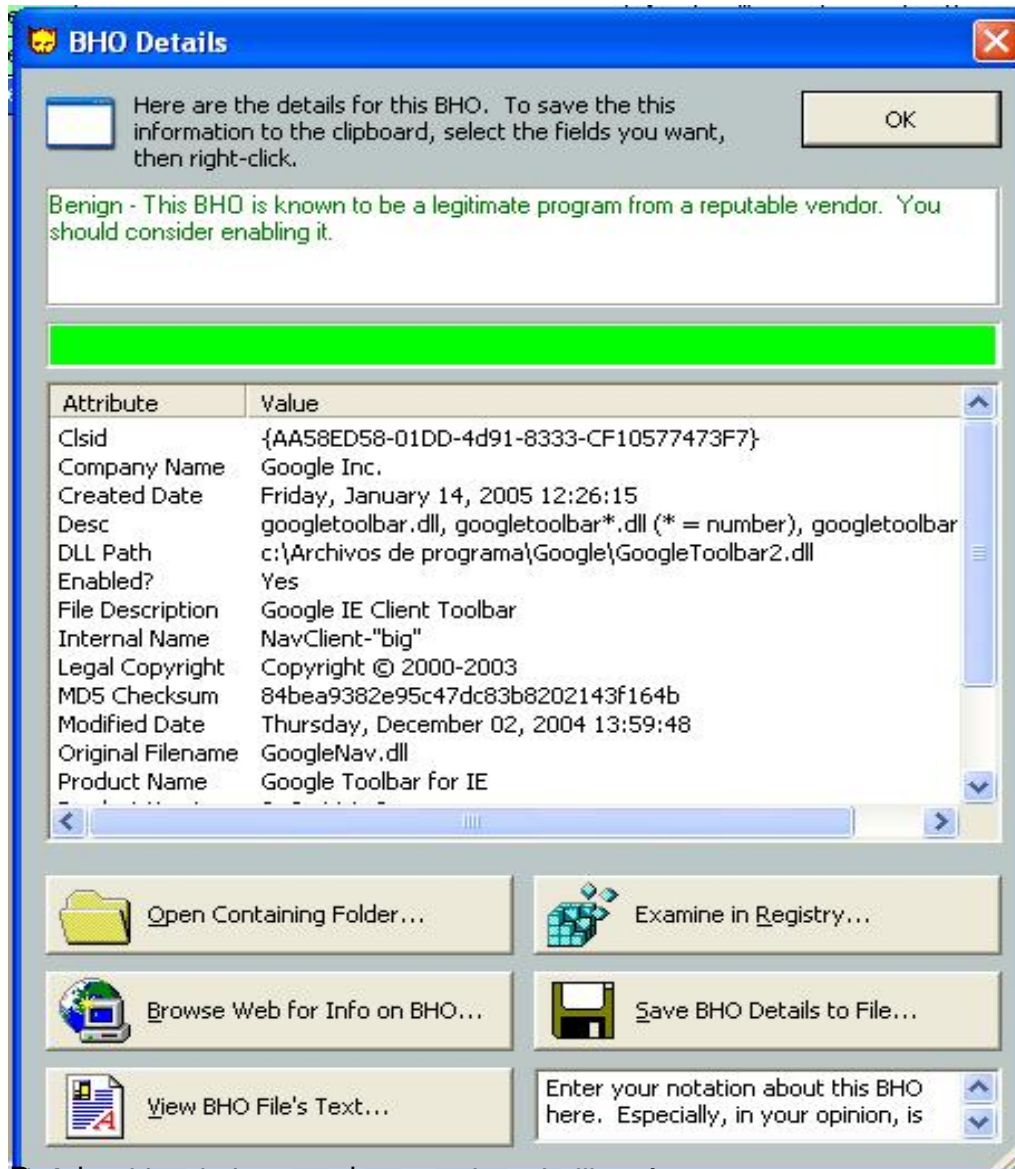 BHO Details
Here are the details for this BHO. To save the this
information to the clipboard, select the fields you want,
then right-click.
OK
Benign - This BHO is known to be a legitimate program from a reputable vendor. You
should consider enabling it.
Attribute Value
Clsid {AA58ED58-01DD-4d91-8333-CF10577473F7}
Company Name Google Inc.
Created Date Friday, January 14, 2005 12:26:15
Desc googletoolbar.dll, googletoolbar*.dll (* = number), googletoolbar
DLL Path c:\Archivos de programa\Google\GoogleToolbar2.dll
Enabled? Yes
File Description Google IE Client Toolbar
Internal Name NavClient-"big"
Legal Copyright Copyright © 2000-2003
MD5 Checksum 84bea9382e95c47dc83b8202143f164b
Modified Date Thursday, December 02, 2004 13:59:48
Original Filename GoogleNav.dll
Product Name Google Toolbar for IE
Open Containing Folder...
Examine in Registry...
Browse Web for Info on BHO...
Save BHO Details to File...
View BHO File's Text...
Enter your notation about this BHO
here. Especially, in your opinion, is